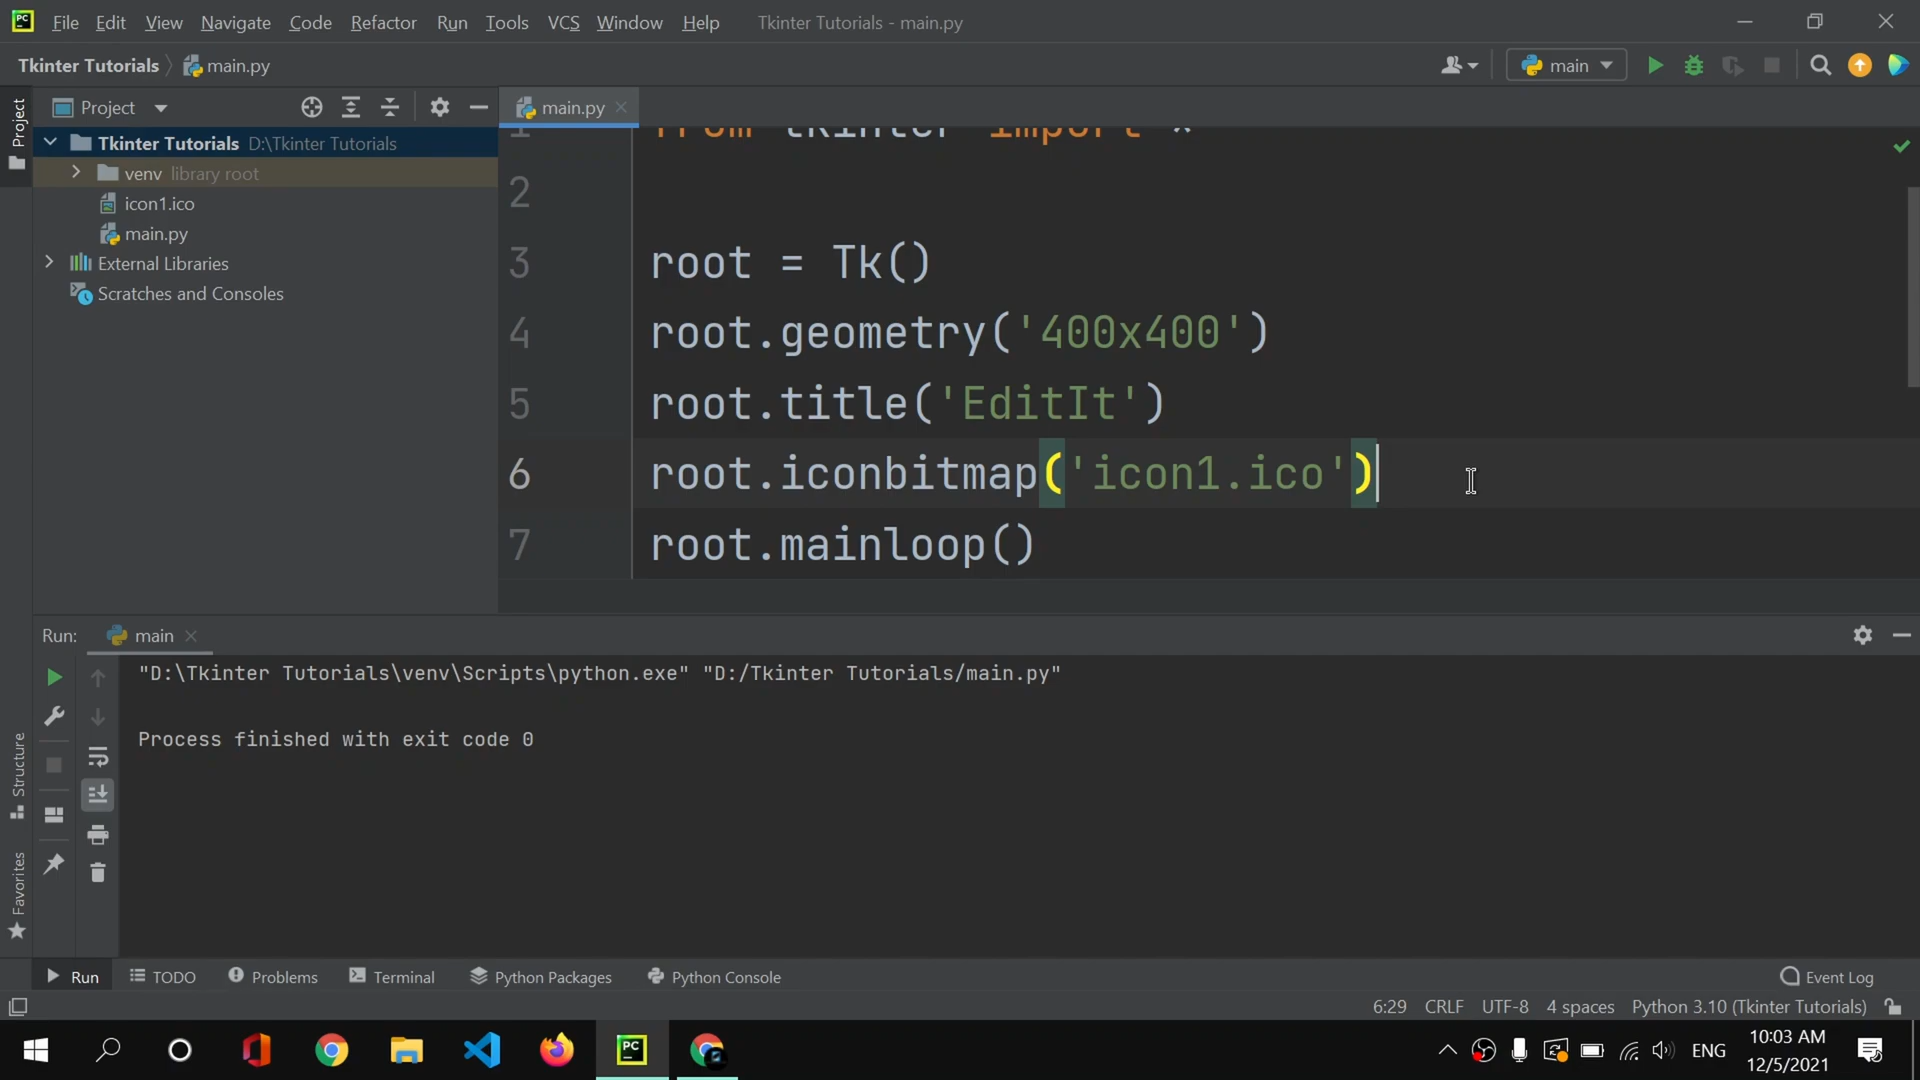 File Edit View Navigate Code Refactor Run Tools VCS Window Help Tkinter Tutorials - main.py
Tkinter Tutorials main.py main
Project
Project main.py
Tkinter Tutorials D:\Tkinter Tutorials
venv library root
icon1.ico
main.py
External Libraries
Scratches and Consoles
1 from tkinter import *
2
3 root = Tk()
4 root.geometry('400x400')
5 root.title('EditIt')
6 root.iconbitmap('icon1.ico')
7 root.mainloop()
Run: main
"D:\Tkinter Tutorials\venv\Scripts\python.exe" "D:/Tkinter Tutorials/main.py"
Process finished with exit code 0
Structure
Favorites
Run TODO Problems Terminal Python Packages Python Console Event Log
6:29 CRLF UTF-8 4 spaces Python 3.10 (Tkinter Tutorials)
PC
ENG
10:03 AM
12/5/2021